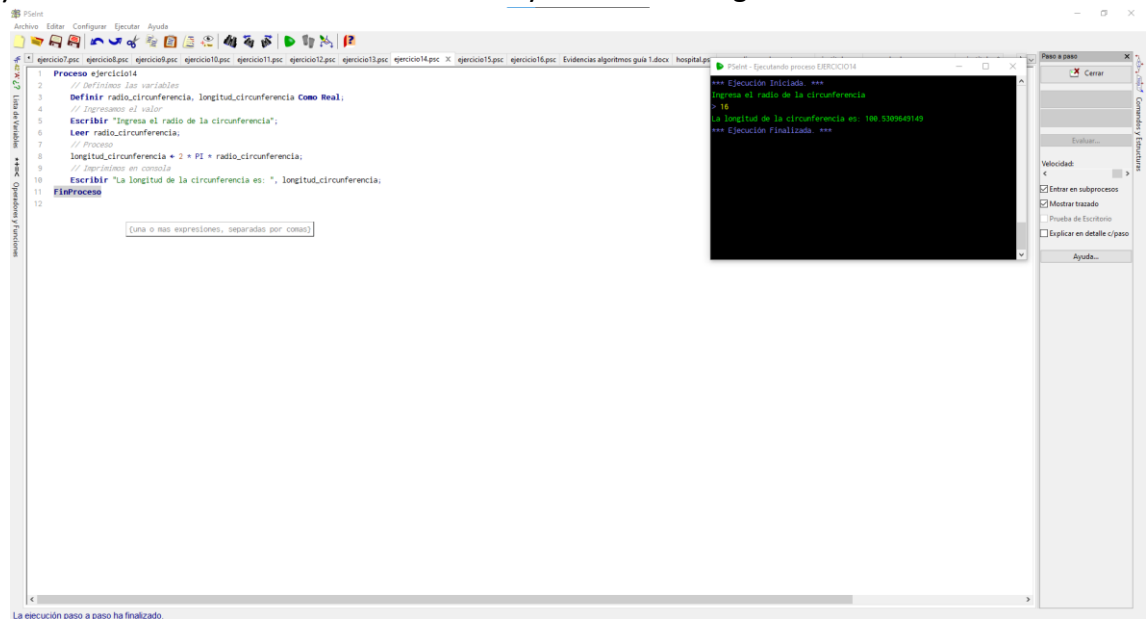 PSeInt
Archivo Editar Configurar Ejecutar Ayuda
ejercicio7.psc ejercicio8.psc ejercicio9.psc ejercicio10.psc ejercicio11.psc ejercicio12.psc ejercicio13.psc ejercicio14.psc X ejercicio15.psc ejercicio16.psc Evidencias algoritmos guía 1.docx hospital.ps
1 Proceso ejercicio14
2 // Definimos las variables
3 Definir radio_circunferencia, longitud_circunferencia Como Real;
4 // Ingresamos el valor
5 Escribir "Ingresa el radio de la circunferencia";
6 Leer radio_circunferencia;
7 // Proceso
8 longitud_circunferencia ← 2 * PI * radio_circunferencia;
9 // Imprimimos en consola
10 Escribir "La longitud de la circunferencia es: ", longitud_circunferencia;
11 FinProceso
12
{una o mas expresiones, separadas por comas}
Lista de Variables
Operadores y Funciones
PSeInt - Ejecutando proceso EJERCICIO14
*** Ejecución Iniciada. ***
Ingresa el radio de la circunferencia
> 16
La longitud de la circunferencia es: 100.5309649149
*** Ejecución Finalizada. ***
Paso a paso X
Cerrar
Evaluar...
Velocidad:
Entrar en subprocesos
Mostrar trazado
Prueba de Escritorio
Explicar en detalle c/paso
Ayuda...
Comandos y Estructuras
La ejecución paso a paso ha finalizado.